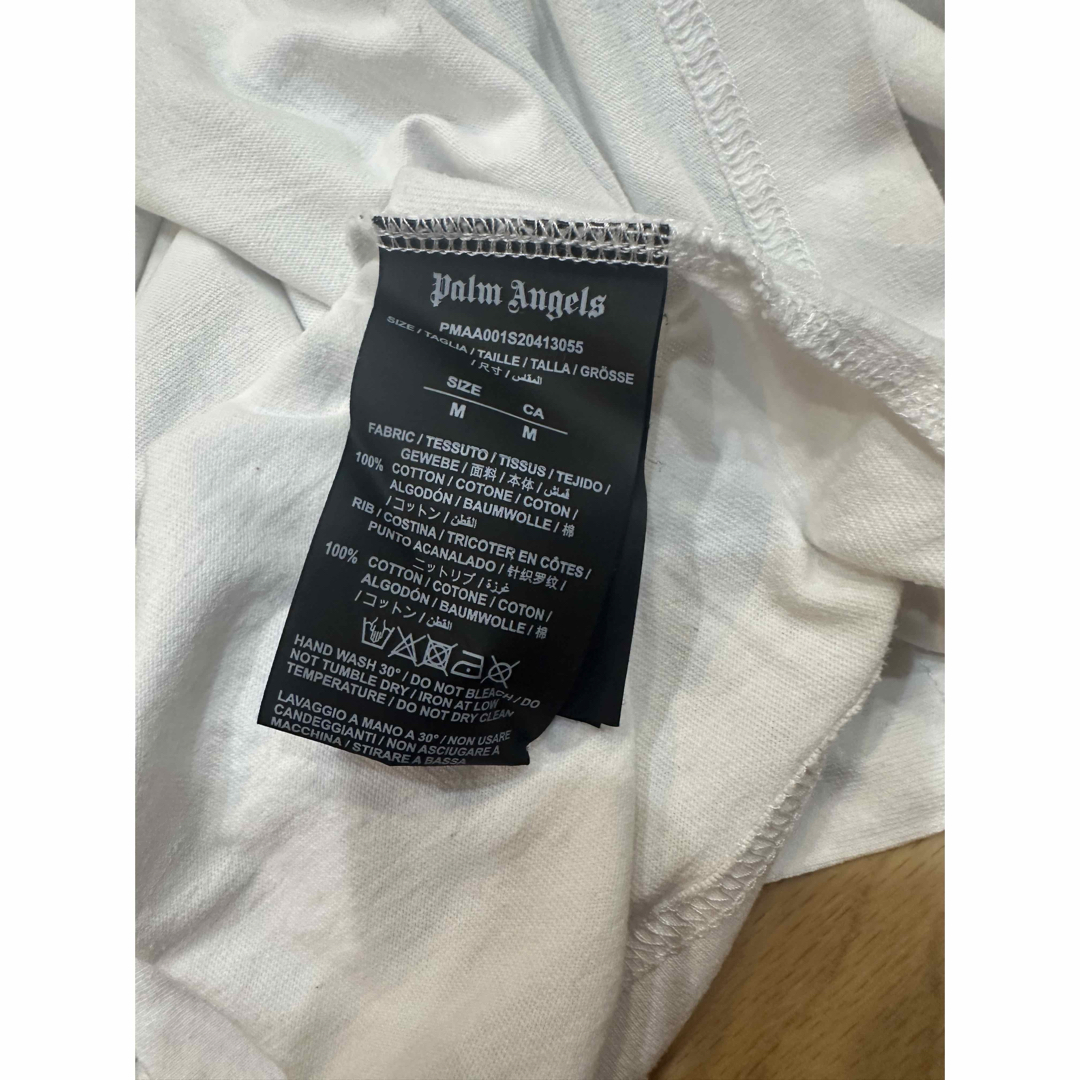 Palm Angels
PMAA001S20413055
SIZE / TAGLIA / TAILLE / TALLA / GRÖSSE
/ 尺寸 / المقاس
SIZE CA
M M
FABRIC / TESSUTO / TISSUS / TEJIDO /
GEWEBE / 面料 / 本体 / قماش
100% COTTON / COTONE / COTON /
ALGODÓN / BAUMWOLLE / 棉
/ コットン / القطن
RIB / COSTINA / TRICOTER EN CÔTES /
PUNTO ACANALADO / 针织罗纹 /
ニットリブ / غرزة
100% COTTON / COTONE / COTON /
ALGODÓN / BAUMWOLLE / 棉
/ コットン / القطن
HAND WASH 30° / DO NOT BLEACH / DO
NOT TUMBLE DRY / IRON AT LOW
TEMPERATURE / DO NOT DRY CLEAN
LAVAGGIO A MANO A 30° / NON USARE
CANDEGGIANTI / NON ASCIUGARE A
MACCHINA / STIRARE A BASSA